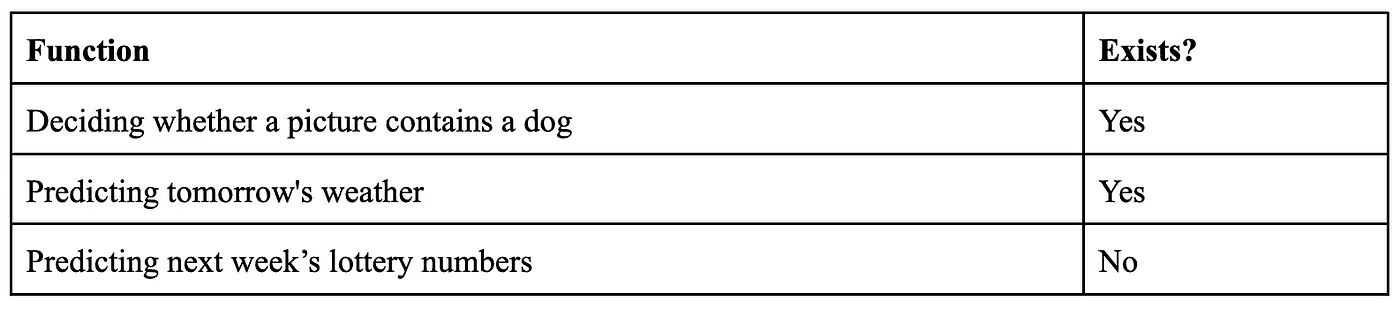 Function Exists?
Deciding whether a picture contains a dog Yes
Predicting tomorrow's weather Yes
Predicting next week’s lottery numbers No